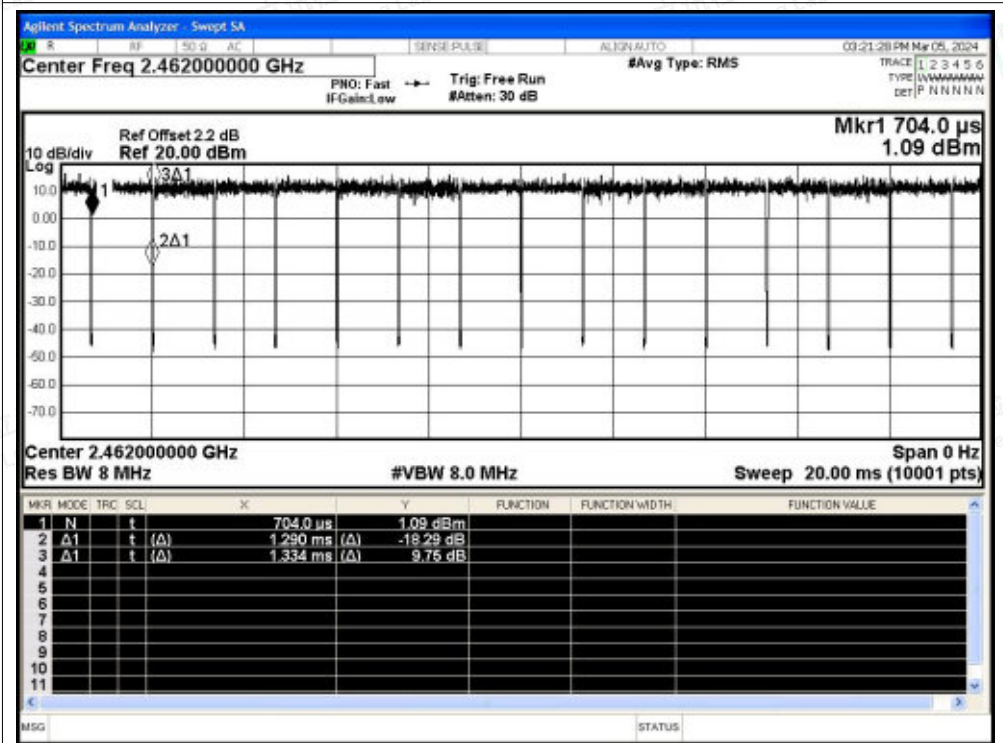 Agilent Spectrum Analyzer - Swept SA
R RF 50 Ω AC SENSE:PULSE ALIGN AUTO 03:21:28 PM Mar 05, 2024
Center Freq 2.462000000 GHz #Avg Type: RMS TRACE 1 2 3 4 5 6
PNO: Fast Trig: Free Run TYPE
IFGain:Low #Atten: 30 dB DET P N N N N N
Mkr1 704.0 µs
Ref Offset 2.2 dB
10 dB/div Ref 20.00 dBm 1.09 dBm
Log
3Δ1
10.0
1
0.00
2Δ1
-10.0
-20.0
-30.0
-40.0
-50.0
-60.0
-70.0
Center 2.462000000 GHz Span 0 Hz
Res BW 8 MHz #VBW 8.0 MHz Sweep 20.00 ms (10001 pts)
MKR MODE TRC SCL X Y FUNCTION FUNCTION WIDTH FUNCTION VALUE
1 N t 704.0 µs 1.09 dBm
2 Δ1 t (Δ) 1.290 ms (Δ) -18.29 dB
3 Δ1 t (Δ) 1.334 ms (Δ) 9.75 dB
4
5
6
7
8
9
10
11
MSG STATUS